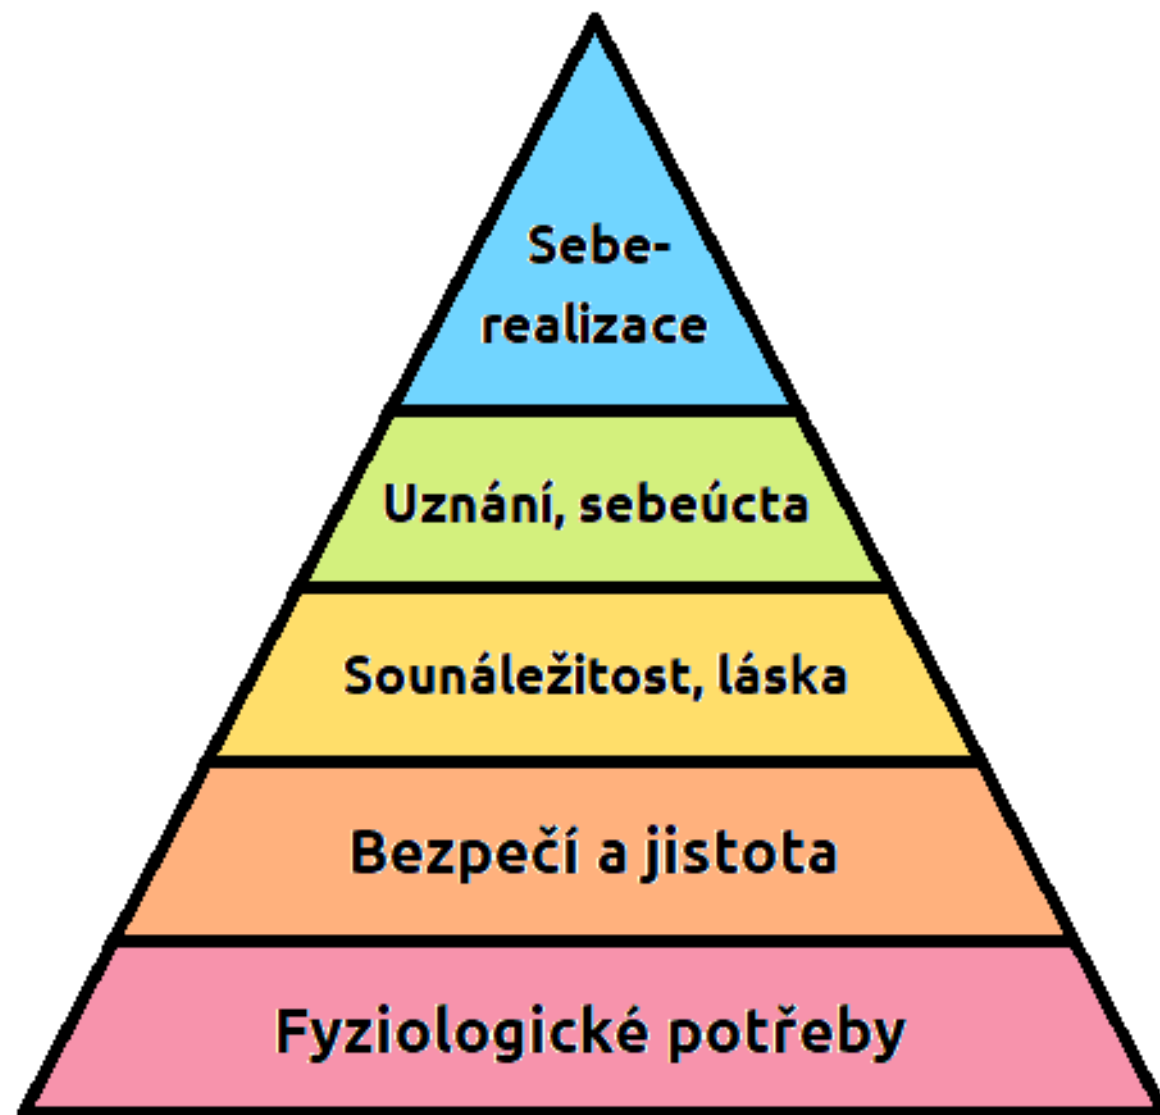 Sebe-
realizace
Uznání, sebeúcta
Sounáležitost, láska
Bezpečí a jistota
Fyziologické potřeby